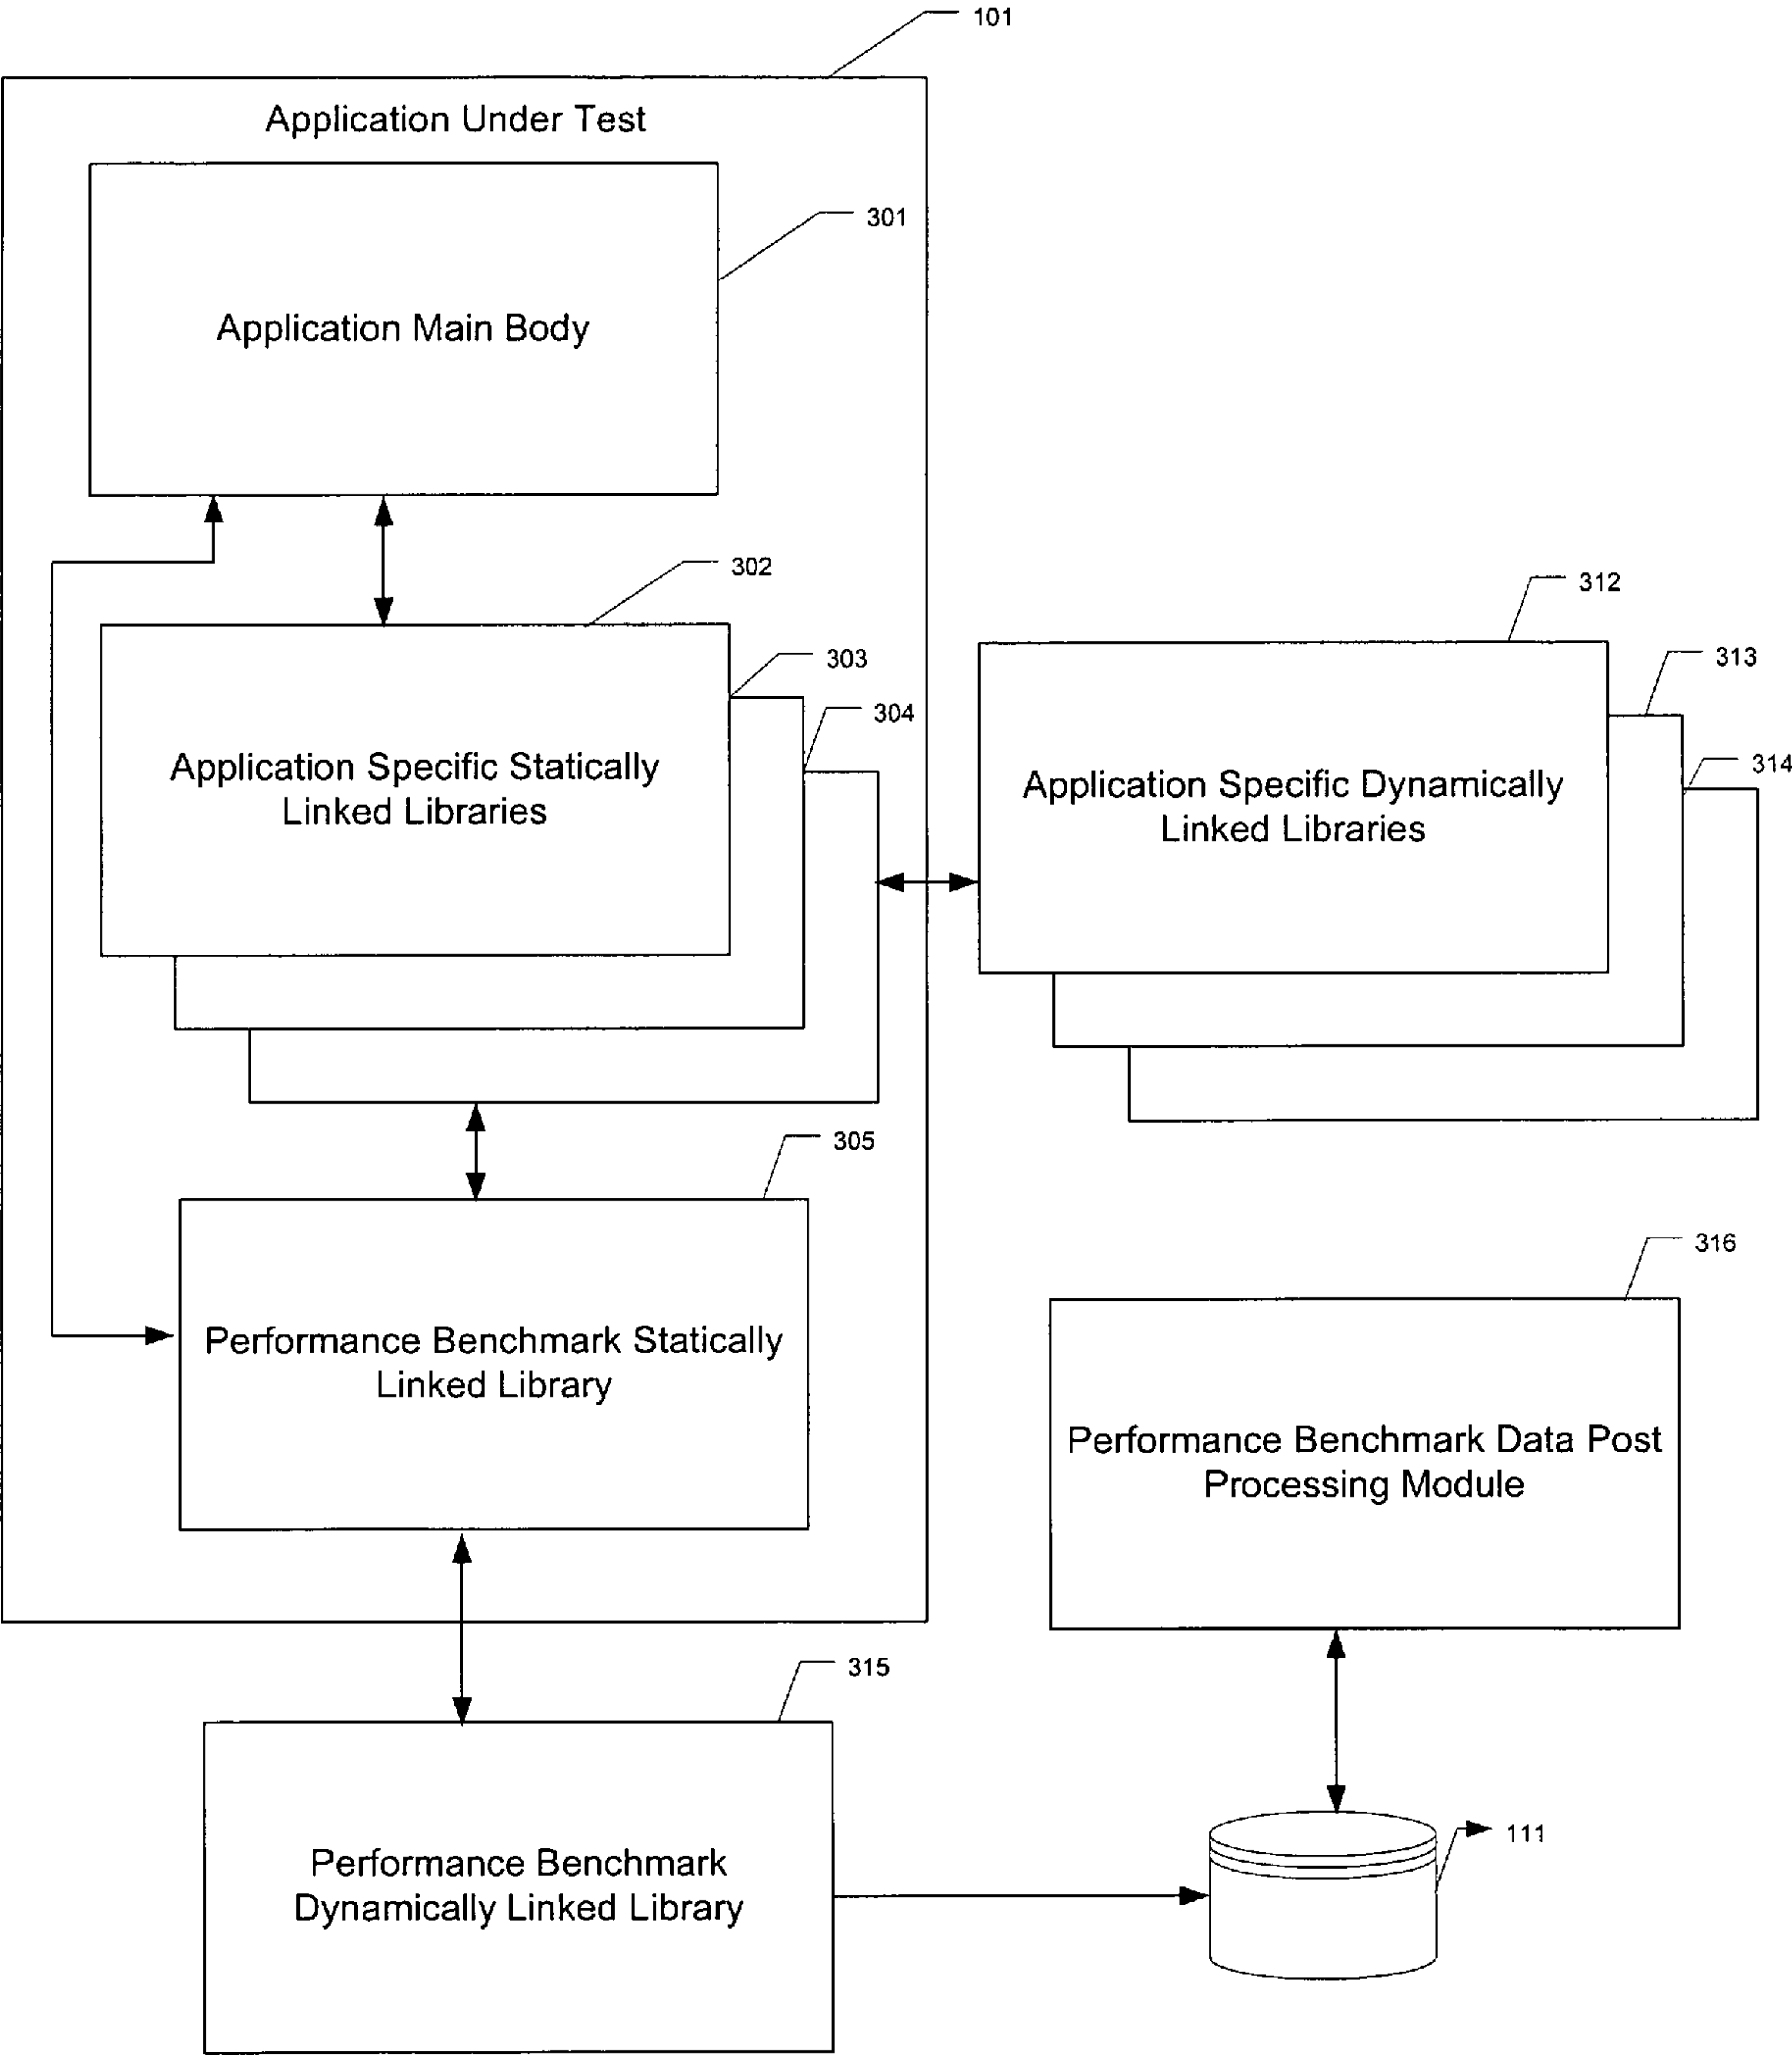 101
Application Under Test
301
Application Main Body
302
303
304
Application Specific Statically
Linked Libraries
312
313
314
Application Specific Dynamically
Linked Libraries
305
Performance Benchmark Statically
Linked Library
316
Performance Benchmark Data Post
Processing Module
315
Performance Benchmark
Dynamically Linked Library
111